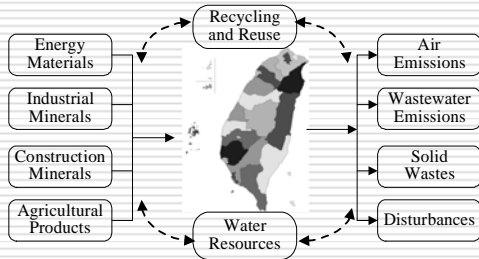 Recycling
and Reuse
Energy
Materials
Industrial
Minerals
Construction
Minerals
Agricultural
Products
Air
Emissions
Wastewater
Emissions
Solid
Wastes
Disturbances
Water
Resources